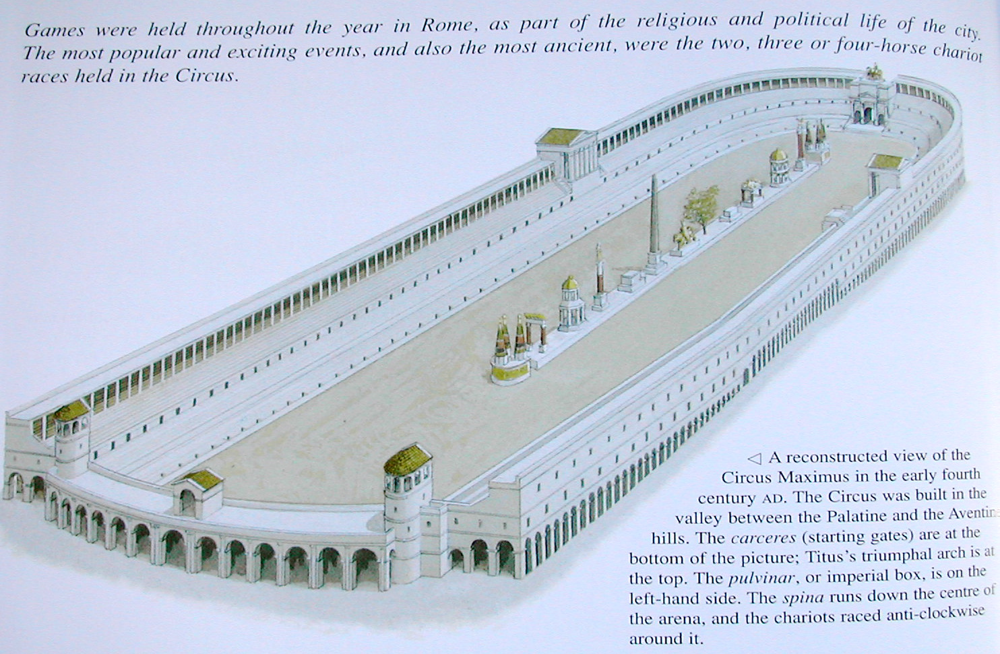 Games were held throughout the year in Rome, as part of the religious and political life of the city.
The most popular and exciting events, and also the most ancient, were the two, three or four-horse chariot
races held in the Circus.
◁ A reconstructed view of the
Circus Maximus in the early fourth
century AD. The Circus was built in the
valley between the Palatine and the Aventine
hills. The carceres (starting gates) are at the
bottom of the picture; Titus's triumphal arch is at
the top. The pulvinar, or imperial box, is on the
left-hand side. The spina runs down the centre of
the arena, and the chariots raced anti-clockwise
around it.